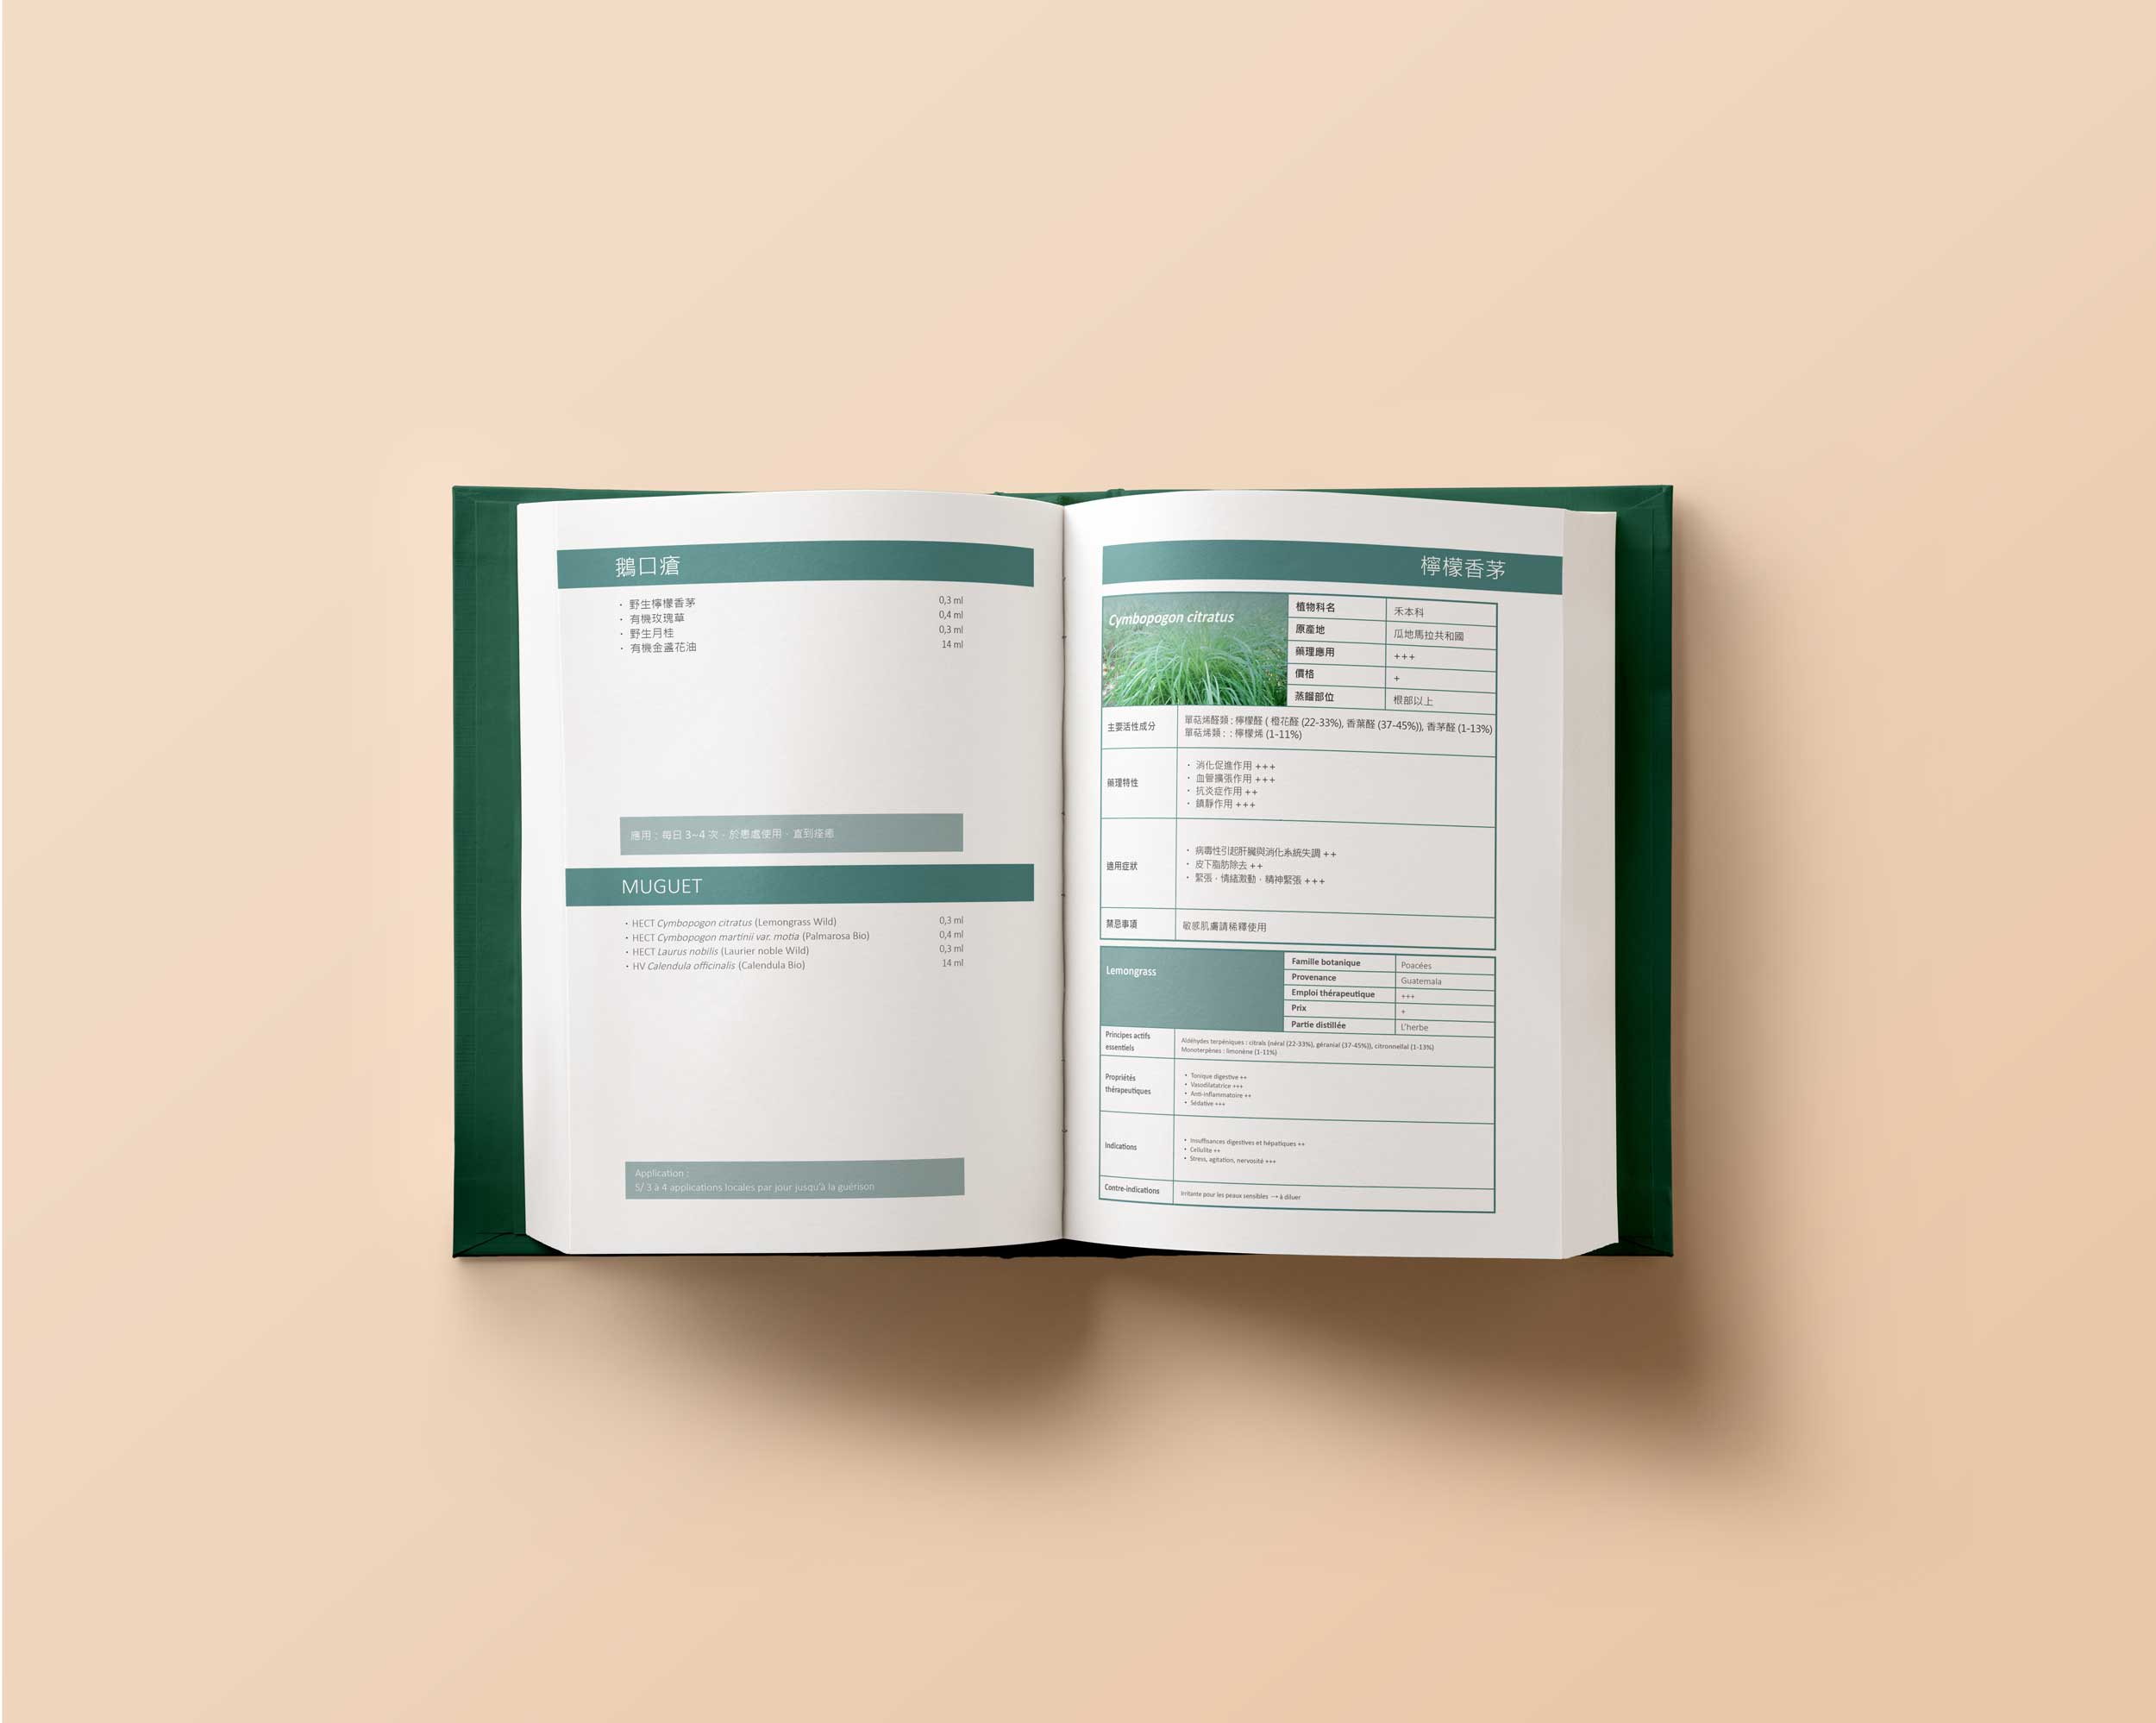 鵝口瘡
· 野生檸檬香茅 0,3 ml
· 有機玫瑰草 0,4 ml
· 野生月桂 0,3 ml
· 有機金盞花油 14 ml
應用：每日 3~4 次，於患處使用，直到痊癒
MUGUET
· HECT Cymbopogon citratus (Lemongrass Wild) 0,3 ml
· HECT Cymbopogon martinii var. motia (Palmarosa Bio) 0,4 ml
· HECT Laurus nobilis (Laurier noble Wild) 0,3 ml
· HV Calendula officinalis (Calendula Bio) 14 ml
Application :
5/ 3 à 4 applications locales par jour jusqu'à la guérison
檸檬香茅
Cymbopogon citratus
植物科名 禾本科
原產地 瓜地馬拉共和國
藥理應用 +++
價格 +
蒸餾部位 根部以上
主要活性成分
單萜烯醛類 : 檸檬醛 ( 橙花醛 (22-33%), 香葉醛 (37-45%)), 香茅醛 (1-13%)
單萜烯類 : : 檸檬烯 (1-11%)
藥理特性
· 消化促進作用 +++
· 血管擴張作用 +++
· 抗炎症作用 ++
· 鎮靜作用 +++
適用症狀
· 病毒性引起肝臟與消化系統失調 ++
· 皮下脂肪除去 ++
· 緊張，情緒激動，精神緊張 +++
禁忌事項 敏感肌膚請稀釋使用
Lemongrass
Famille botanique Poacées
Provenance Guatemala
Emploi thérapeutique +++
Prix +
Partie distillée L'herbe
Principes actifs
essentiels
Aldéhydes terpéniques : citrals (néral (22-33%), géranial (37-45%)), citronnellal (1-13%)
Monoterpènes : limonène (1-11%)
Propriétés
thérapeutiques
• Tonique digestive ++
• Vasodilatatrice +++
• Anti-inflammatoire ++
• Sédative +++
Indications
• Insuffisances digestives et hépatiques ++
• Cellulite ++
• Stress, agitation, nervosité +++
Contre-indications Irritante pour les peaux sensibles → à diluer